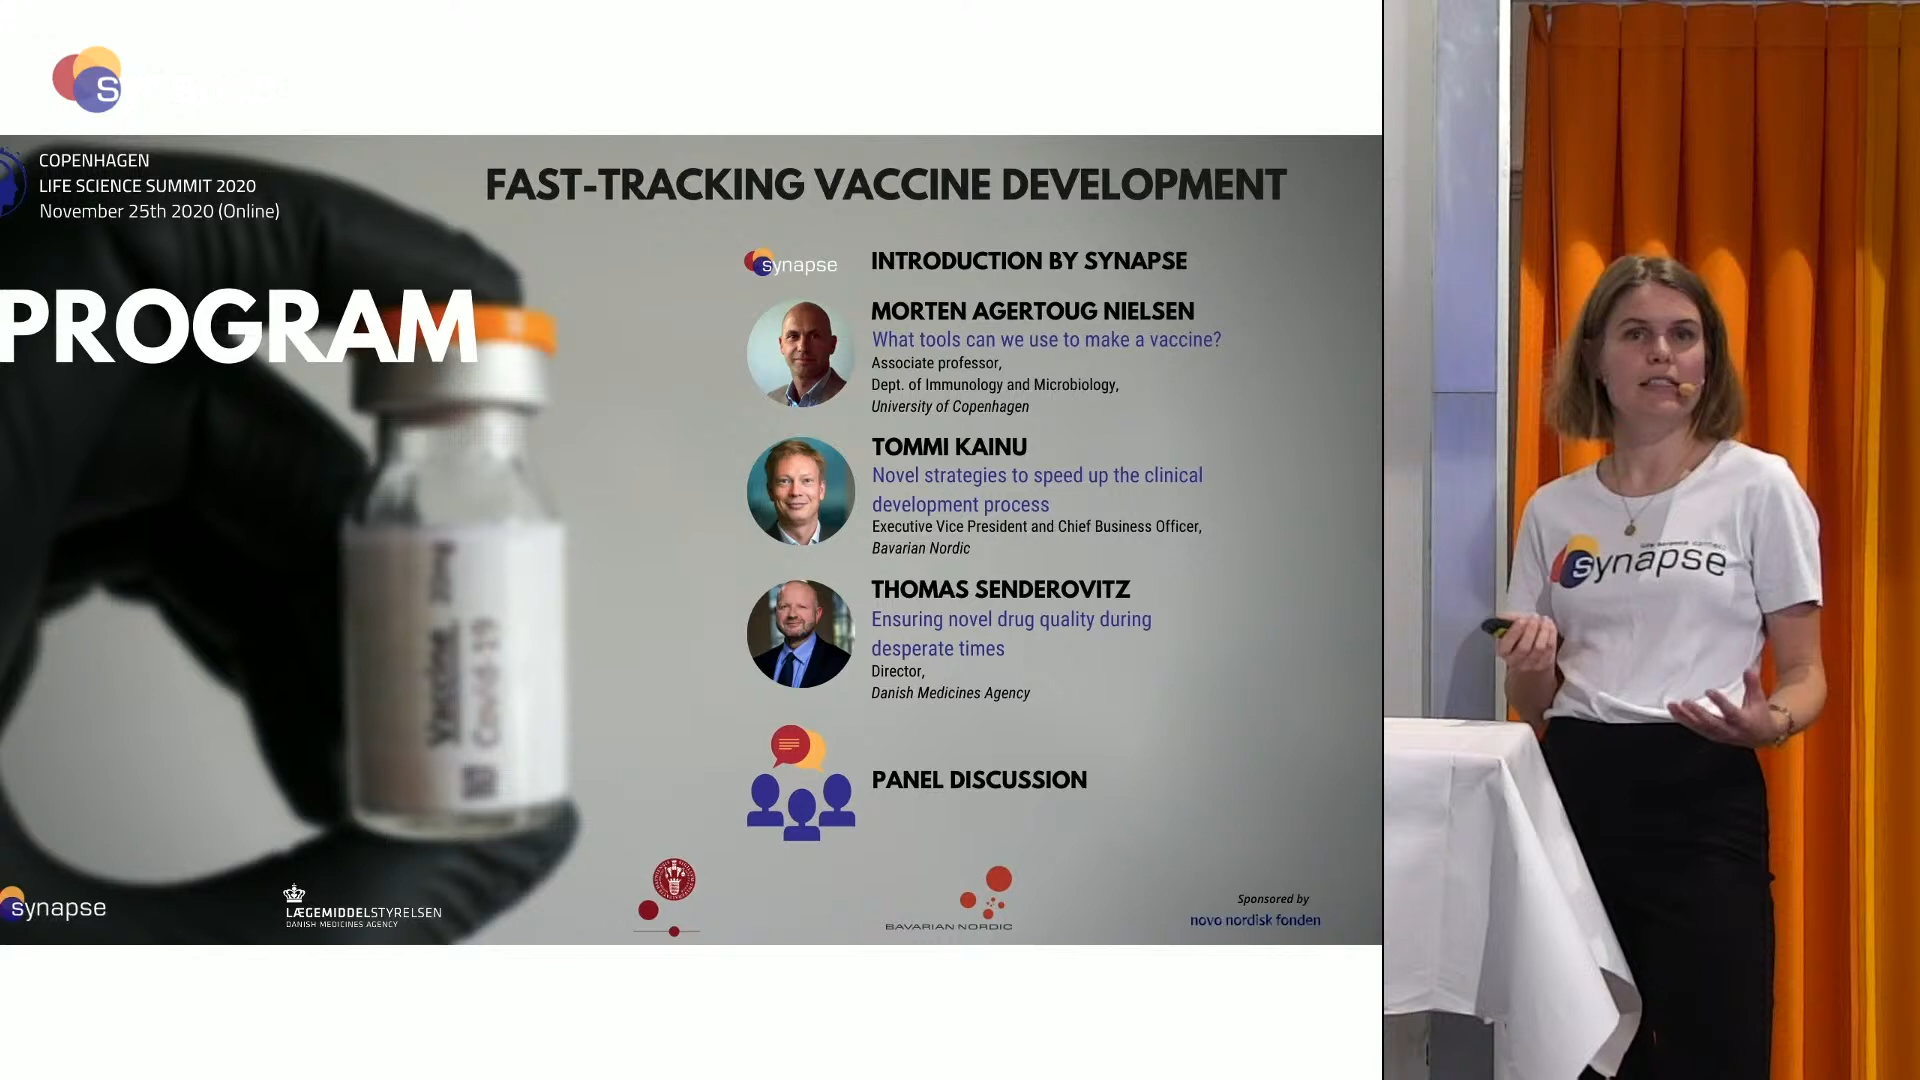 s
COPENHAGEN
LIFE SCIENCE SUMMIT 2020
November 25th 2020 (Online)
PROGRAM
FAST-TRACKING VACCINE DEVELOPMENT
synapse
INTRODUCTION BY SYNAPSE
MORTEN AGERTOUG NIELSEN
What tools can we use to make a vaccine?
Associate professor,
Dept. of Immunology and Microbiology,
University of Copenhagen
TOMMI KAINU
Novel strategies to speed up the clinical
development process
Executive Vice President and Chief Business Officer,
Bavarian Nordic
THOMAS SENDEROVITZ
Ensuring novel drug quality during
desperate times
Director,
Danish Medicines Agency
PANEL DISCUSSION
Vaccine
Covid-19
synapse
LÆGEMIDDELSTYRELSEN
DANISH MEDICINES AGENCY
BAVARIAN NORDIC
Sponsored by
novo nordisk fonden
synapse